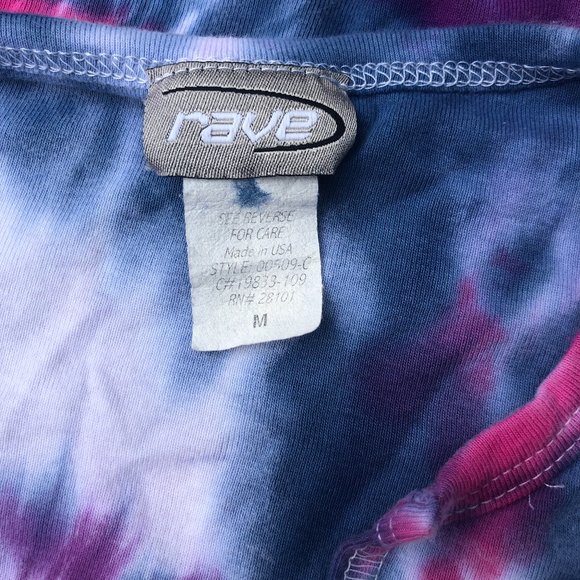 rave
SEE REVERSE
FOR CARE
Made in USA
STYLE: 00509-C
C# 19833-109
RN# 28101
M